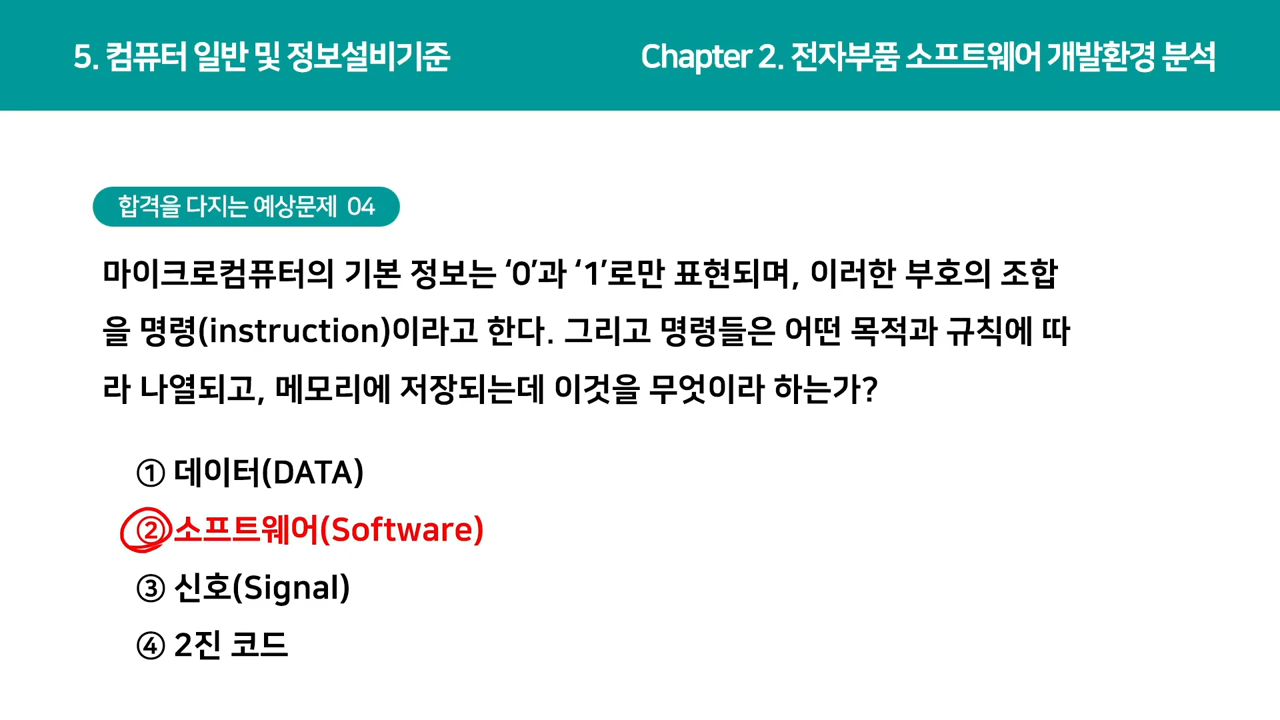 5. 컴퓨터 일반 및 정보설비기준
Chapter 2. 전자부품 소프트웨어 개발환경 분석
합격을 다지는 예상문제 04
마이크로컴퓨터의 기본 정보는 ‘0’과 ‘1’로만 표현되며, 이러한 부호의 조합
을 명령(instruction)이라고 한다. 그리고 명령들은 어떤 목적과 규칙에 따
라 나열되고, 메모리에 저장되는데 이것을 무엇이라 하는가?
① 데이터(DATA)
② 소프트웨어(Software)
③ 신호(Signal)
④ 2진 코드